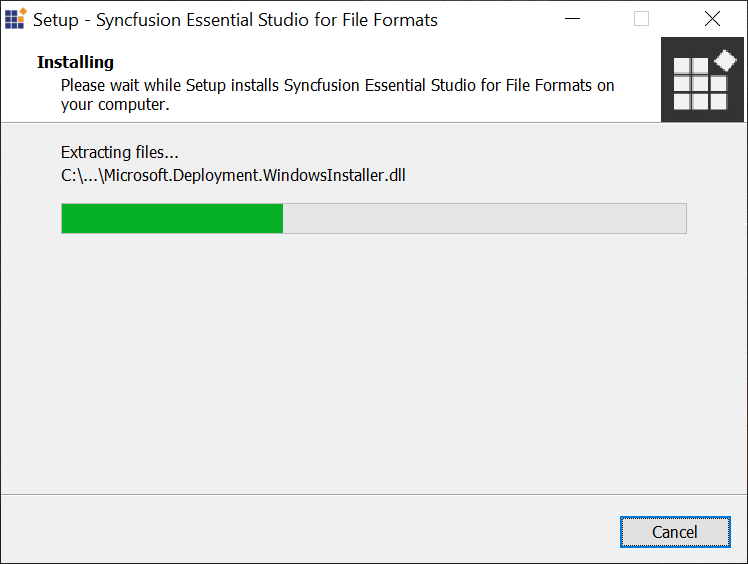 Setup - Syncfusion Essential Studio for File Formats
Installing
Please wait while Setup installs Syncfusion Essential Studio for File Formats on
your computer.
Extracting files...
C:\...\Microsoft.Deployment.WindowsInstaller.dll
Cancel